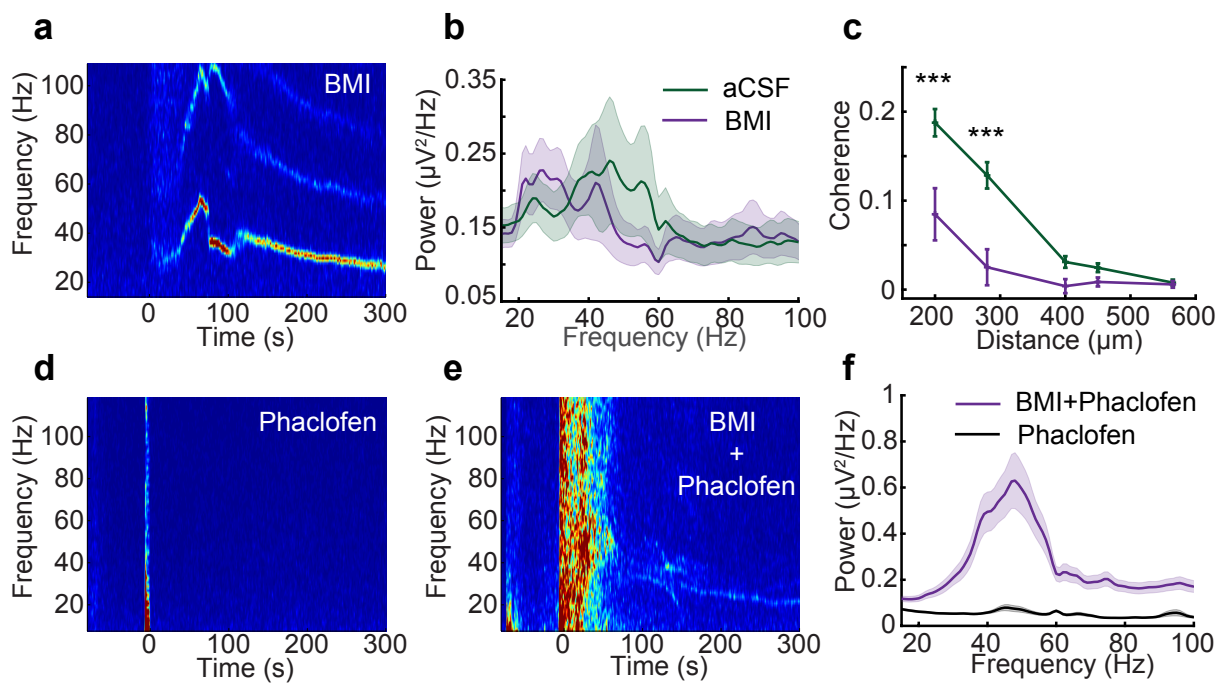 a
Frequency (Hz)
100
80
60
40
20
BMI
0
100
200
300
Time (s)
b
Power (µV²/Hz)
0.35
0.25
0.15
0.05
aCSF
BMI
20
40
60
80
100
Frequency (Hz)
c
Coherence
0.2
0.1
0
***
***
200
300
400
500
600
Distance (µm)
d
Frequency (Hz)
100
80
60
40
20
Phaclofen
0
100
200
300
Time (s)
e
Frequency (Hz)
100
80
60
40
20
BMI
+
Phaclofen
0
100
200
300
Time (s)
f
Power (µV²/Hz)
1
0.8
0.6
0.4
0.2
0
BMI+Phaclofen
Phaclofen
20
40
60
80
100
Frequency (Hz)